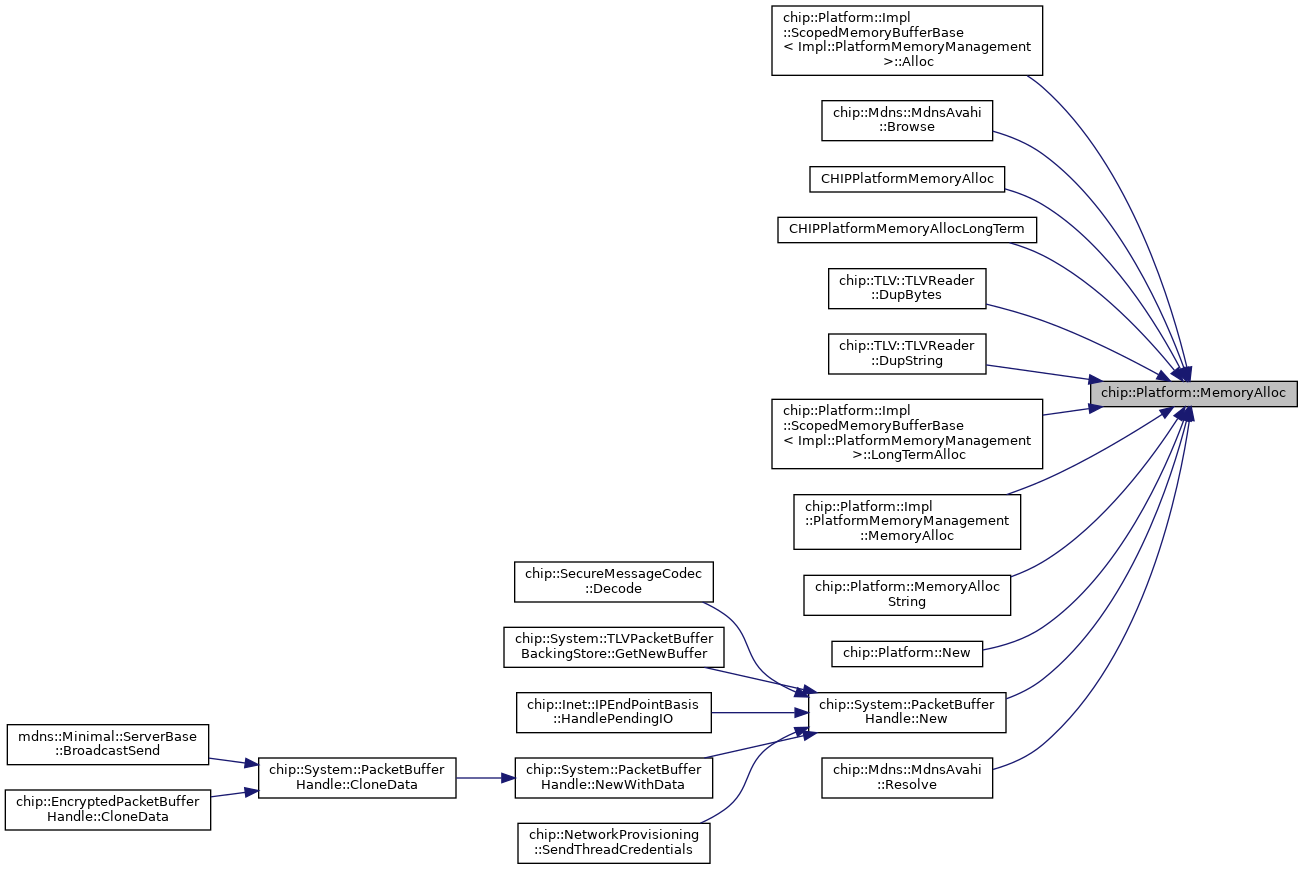 chip::Platform::Impl
::ScopedMemoryBufferBase
< Impl::PlatformMemoryManagement
>::Alloc
chip::Mdns::MdnsAvahi
::Browse
CHIPPlatformMemoryAlloc
CHIPPlatformMemoryAllocLongTerm
chip::TLV::TLVReader
::DupBytes
chip::TLV::TLVReader
::DupString
chip::Platform::MemoryAlloc
chip::Platform::Impl
::ScopedMemoryBufferBase
< Impl::PlatformMemoryManagement
>::LongTermAlloc
chip::Platform::Impl
::PlatformMemoryManagement
::MemoryAlloc
chip::Platform::MemoryAlloc
String
chip::Platform::New
chip::System::PacketBuffer
Handle::New
chip::Mdns::MdnsAvahi
::Resolve
chip::SecureMessageCodec
::Decode
chip::System::TLVPacketBuffer
BackingStore::GetNewBuffer
chip::Inet::IPEndPointBasis
::HandlePendingIO
chip::System::PacketBuffer
Handle::NewWithData
chip::NetworkProvisioning
::SendThreadCredentials
chip::System::PacketBuffer
Handle::CloneData
mdns::Minimal::ServerBase
::BroadcastSend
chip::EncryptedPacketBuffer
Handle::CloneData